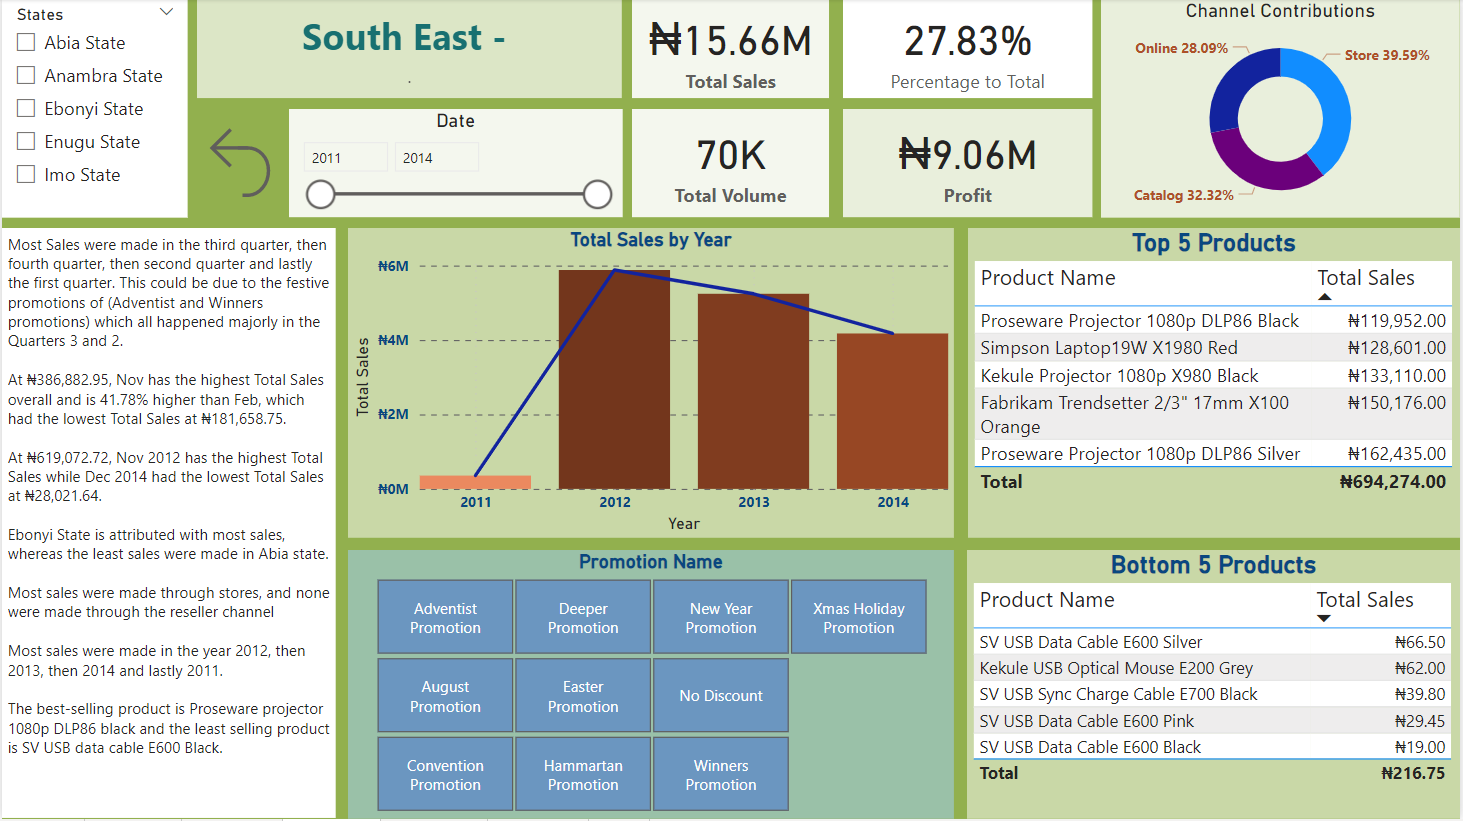 States
Abia State
Anambra State
Ebonyi State
Enugu State
Imo State
South East -
.
Date
2011
2014
₦15.66M
Total Sales
27.83%
Percentage to Total
70K
Total Volume
₦9.06M
Profit
Channel Contributions
Online 28.09%
Store 39.59%
Catalog 32.32%
Most Sales were made in the third quarter, then
fourth quarter, then second quarter and lastly
the first quarter. This could be due to the festive
promotions of (Adventist and Winners
promotions) which all happened majorly in the
Quarters 3 and 2.
At ₦386,882.95, Nov has the highest Total Sales
overall and is 41.78% higher than Feb, which
had the lowest Total Sales at ₦181,658.75.
At ₦619,072.72, Nov 2012 has the highest Total
Sales while Dec 2014 had the lowest Total Sales
at ₦28,021.64.
Ebonyi State is attributed with most sales,
whereas the least sales were made in Abia state.
Most sales were made through stores, and none
were made through the reseller channel
Most sales were made in the year 2012, then
2013, then 2014 and lastly 2011.
The best-selling product is Proseware projector
1080p DLP86 black and the least selling product
is SV USB data cable E600 Black.
Total Sales by Year
Total Sales
₦6M
₦4M
₦2M
₦0M
2011
2012
2013
2014
Year
Promotion Name
Adventist
Promotion
Deeper
Promotion
New Year
Promotion
Xmas Holiday
Promotion
August
Promotion
Easter
Promotion
No Discount
Convention
Promotion
Hammartan
Promotion
Winners
Promotion
Top 5 Products
Product Name Total Sales
Proseware Projector 1080p DLP86 Black ₦119,952.00
Simpson Laptop19W X1980 Red ₦128,601.00
Kekule Projector 1080p X980 Black ₦133,110.00
Fabrikam Trendsetter 2/3" 17mm X100 ₦150,176.00
Orange
Proseware Projector 1080p DLP86 Silver ₦162,435.00
Total ₦694,274.00
Bottom 5 Products
Product Name Total Sales
SV USB Data Cable E600 Silver ₦66.50
Kekule USB Optical Mouse E200 Grey ₦62.00
SV USB Sync Charge Cable E700 Black ₦39.80
SV USB Data Cable E600 Pink ₦29.45
SV USB Data Cable E600 Black ₦19.00
Total ₦216.75